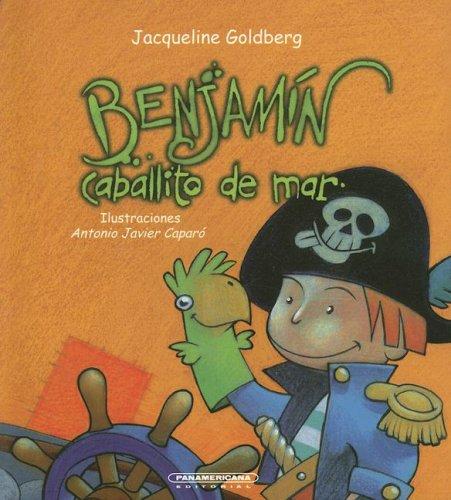 Jacqueline Goldberg
BENJAMÍN
caballito de mar.
Ilustraciones
Antonio Javier Caparó
PANAMERICANA
EDITORIAL